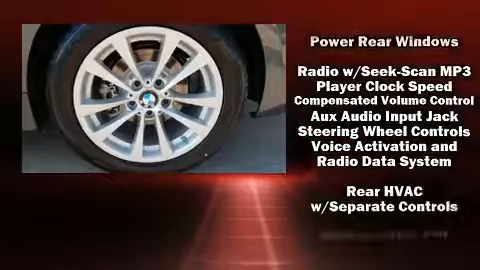 Power Rear Windows
Radio w/Seek-Scan MP3
Player Clock Speed
Compensated Volume Control
Aux Audio Input Jack
Steering Wheel Controls
Voice Activation and
Radio Data System
Rear HVAC
w/Separate Controls